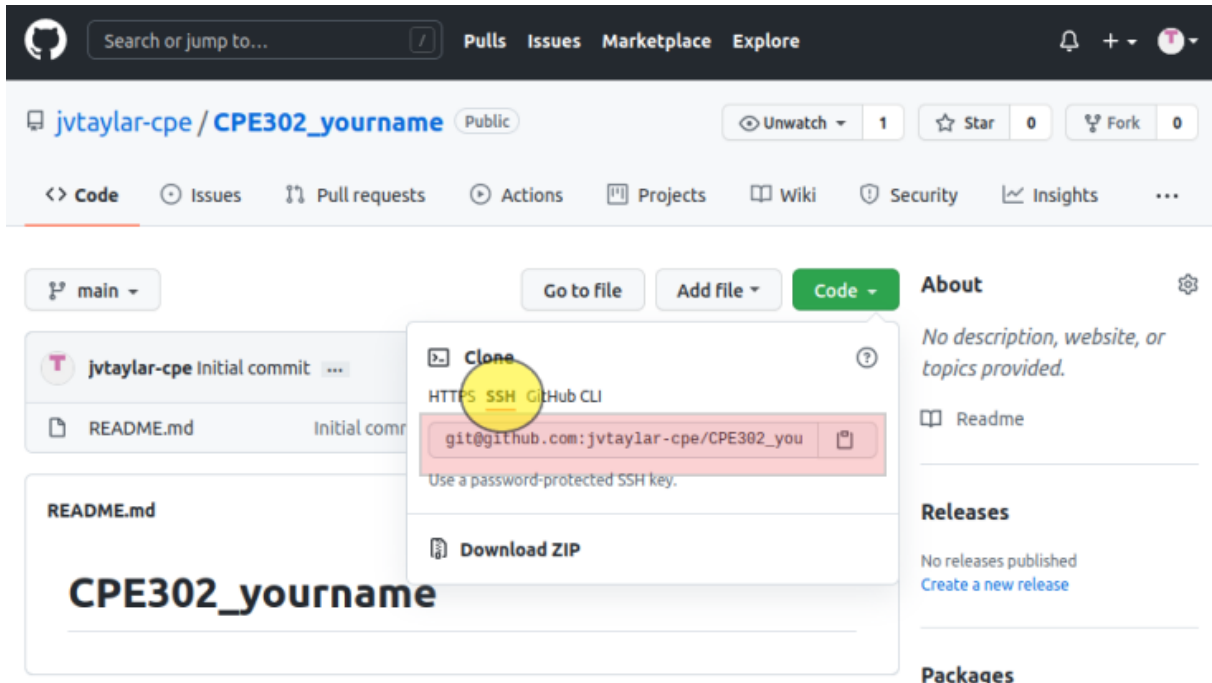 Search or jump to... / Pulls Issues Marketplace Explore
T
jvtaylar-cpe / CPE302_yourname Public Unwatch 1 Star 0 Fork 0
<> Code Issues Pull requests Actions Projects Wiki Security Insights ...
main Go to file Add file Code
T jvtaylar-cpe Initial commit ...
README.md Initial comm
Clone
HTTPS SSH GitHub CLI
git@github.com:jvtaylar-cpe/CPE302_you
Use a password-protected SSH key.
Download ZIP
README.md
CPE302_yourname
About
No description, website, or
topics provided.
Readme
Releases
No releases published
Create a new release
Packages